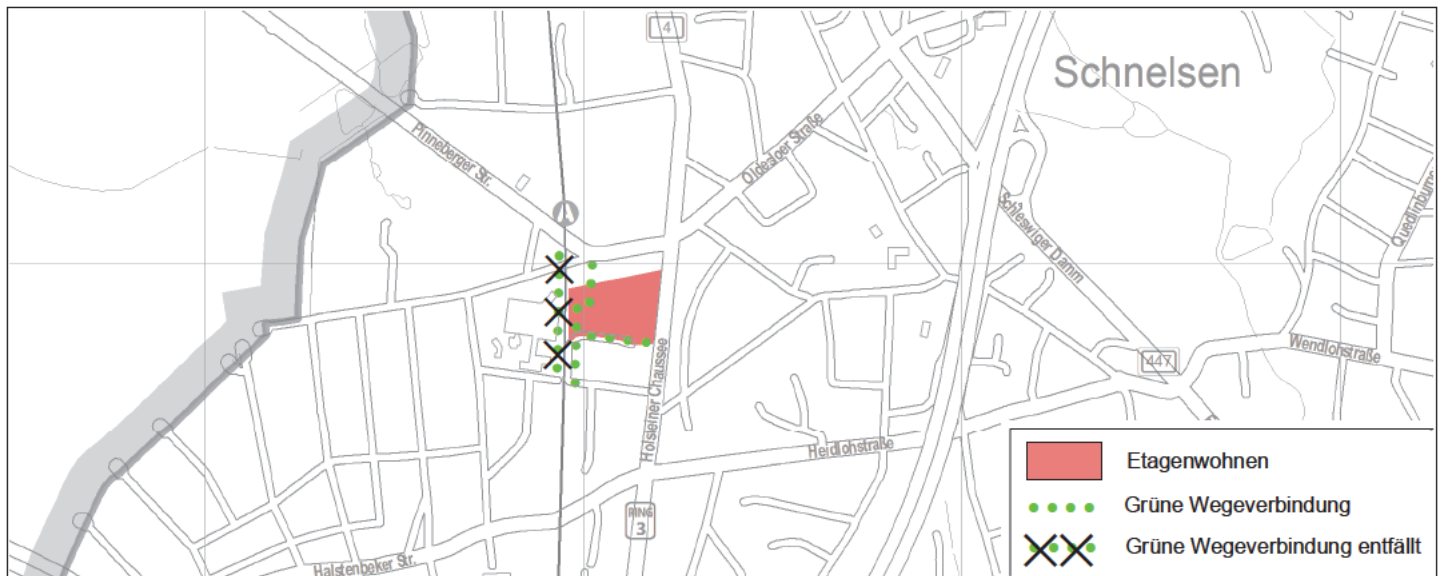 4
Schnelsen
Pinneberger Str.
Oldesloer Straße
Schleswiger Damm
Quedlinburg
A
Holsteiner Chaussee
447
Wendlohstraße
Heidlohstraße
RING
3
Halstenbeker Str.
Etagenwohnen
Grüne Wegeverbindung
Grüne Wegeverbindung entfällt